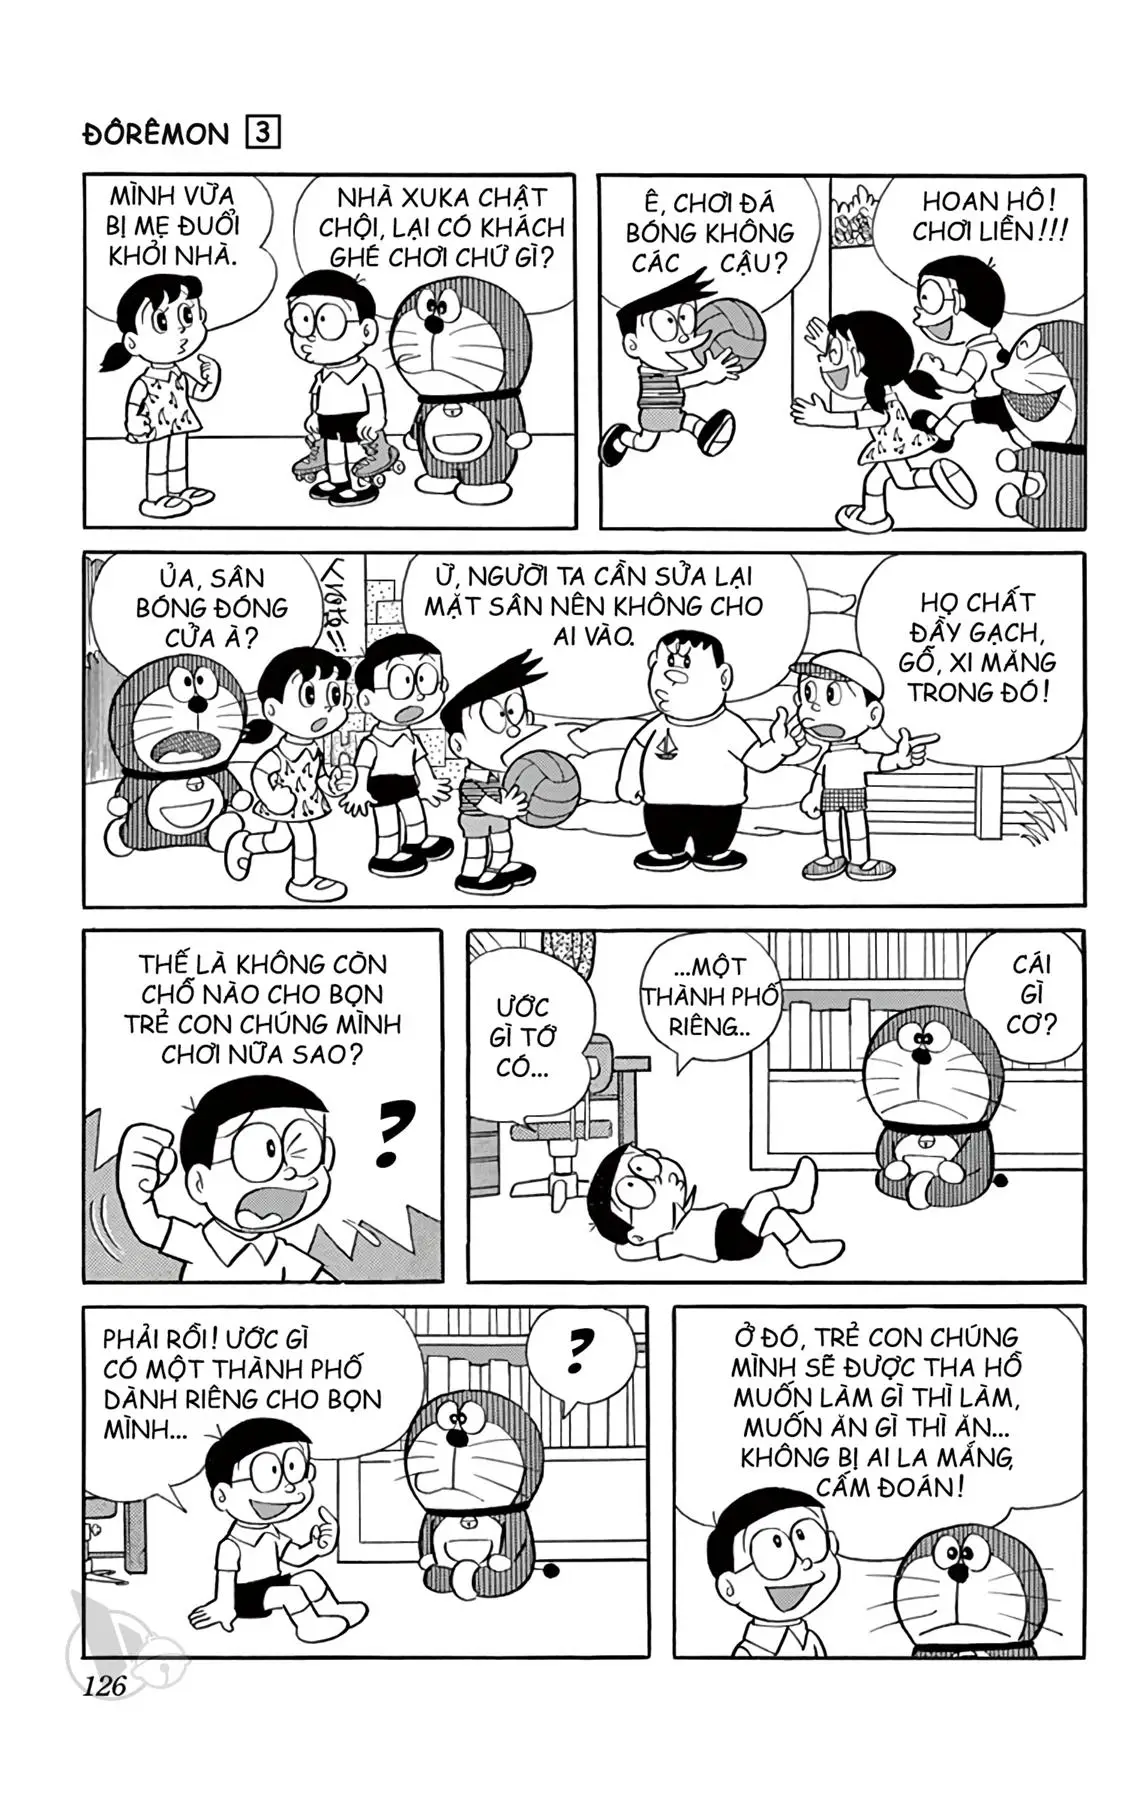 ĐÔRÊMON 3
MÌNH VỪA
BỊ MẸ ĐUỔI
KHỎI NHÀ.
NHÀ XUKA CHẬT
CHỘI, LẠI CÓ KHÁCH
GHÉ CHƠI CHỨ GÌ?
Ê, CHƠI ĐÁ
BÓNG KHÔNG
CÁC CẬU?
HOAN HÔ!
CHƠI LIỀN!!!
ỦA, SÂN
BÓNG ĐÓNG
CỬA À?
Ừ, NGƯỜI TA CẦN SỬA LẠI
MẶT SÂN NÊN KHÔNG CHO
AI VÀO.
HỌ CHẤT
ĐẦY GẠCH,
GỖ, XI MĂNG
TRONG ĐÓ!
THẾ LÀ KHÔNG CÒN
CHỖ NÀO CHO BỌN
TRẺ CON CHÚNG MÌNH
CHƠI NỮA SAO?
?
ƯỚC
GÌ TỚ
CÓ...
...MỘT
THÀNH PHỐ
RIÊNG...
CÁI
GÌ
CƠ?
PHẢI RỒI! ƯỚC GÌ
CÓ MỘT THÀNH PHỐ
DÀNH RIÊNG CHO BỌN
MÌNH...
?
Ở ĐÓ, TRẺ CON CHÚNG
MÌNH SẼ ĐƯỢC THA HỒ
MUỐN LÀM GÌ THÌ LÀM,
MUỐN ĂN GÌ THÌ ĂN...
KHÔNG BỊ AI LA MẮNG,
CẤM ĐOÁN!
126